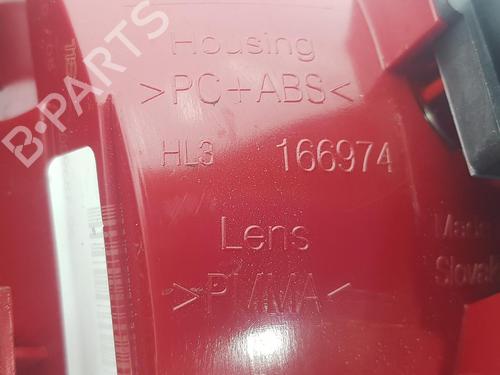 Housing
>PC+ABS<
HL3 166974
Lens
>PMMA<
B-PARTS